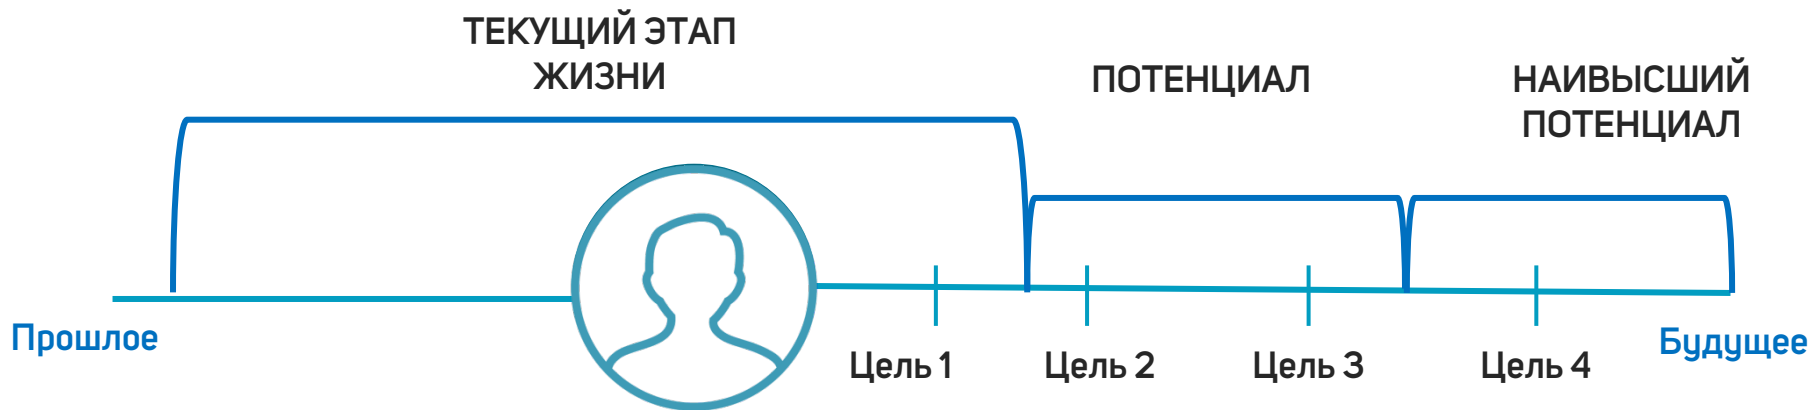 ТЕКУЩИЙ ЭТАП
ЖИЗНИ
ПОТЕНЦИАЛ
НАИВЫСШИЙ
ПОТЕНЦИАЛ
Прошлое
Будущее
Цель 1
Цель 2
Цель 3
Цель 4